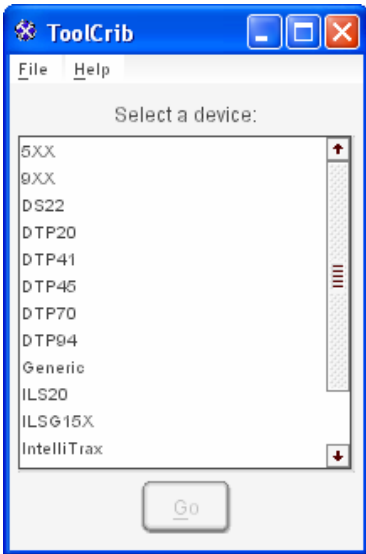 ToolCrib
File Help
Select a device:
5XX
9XX
DS22
DTP20
DTP41
DTP45
DTP70
DTP94
Generic
ILS20
ILSG15X
IntelliTrax
Go